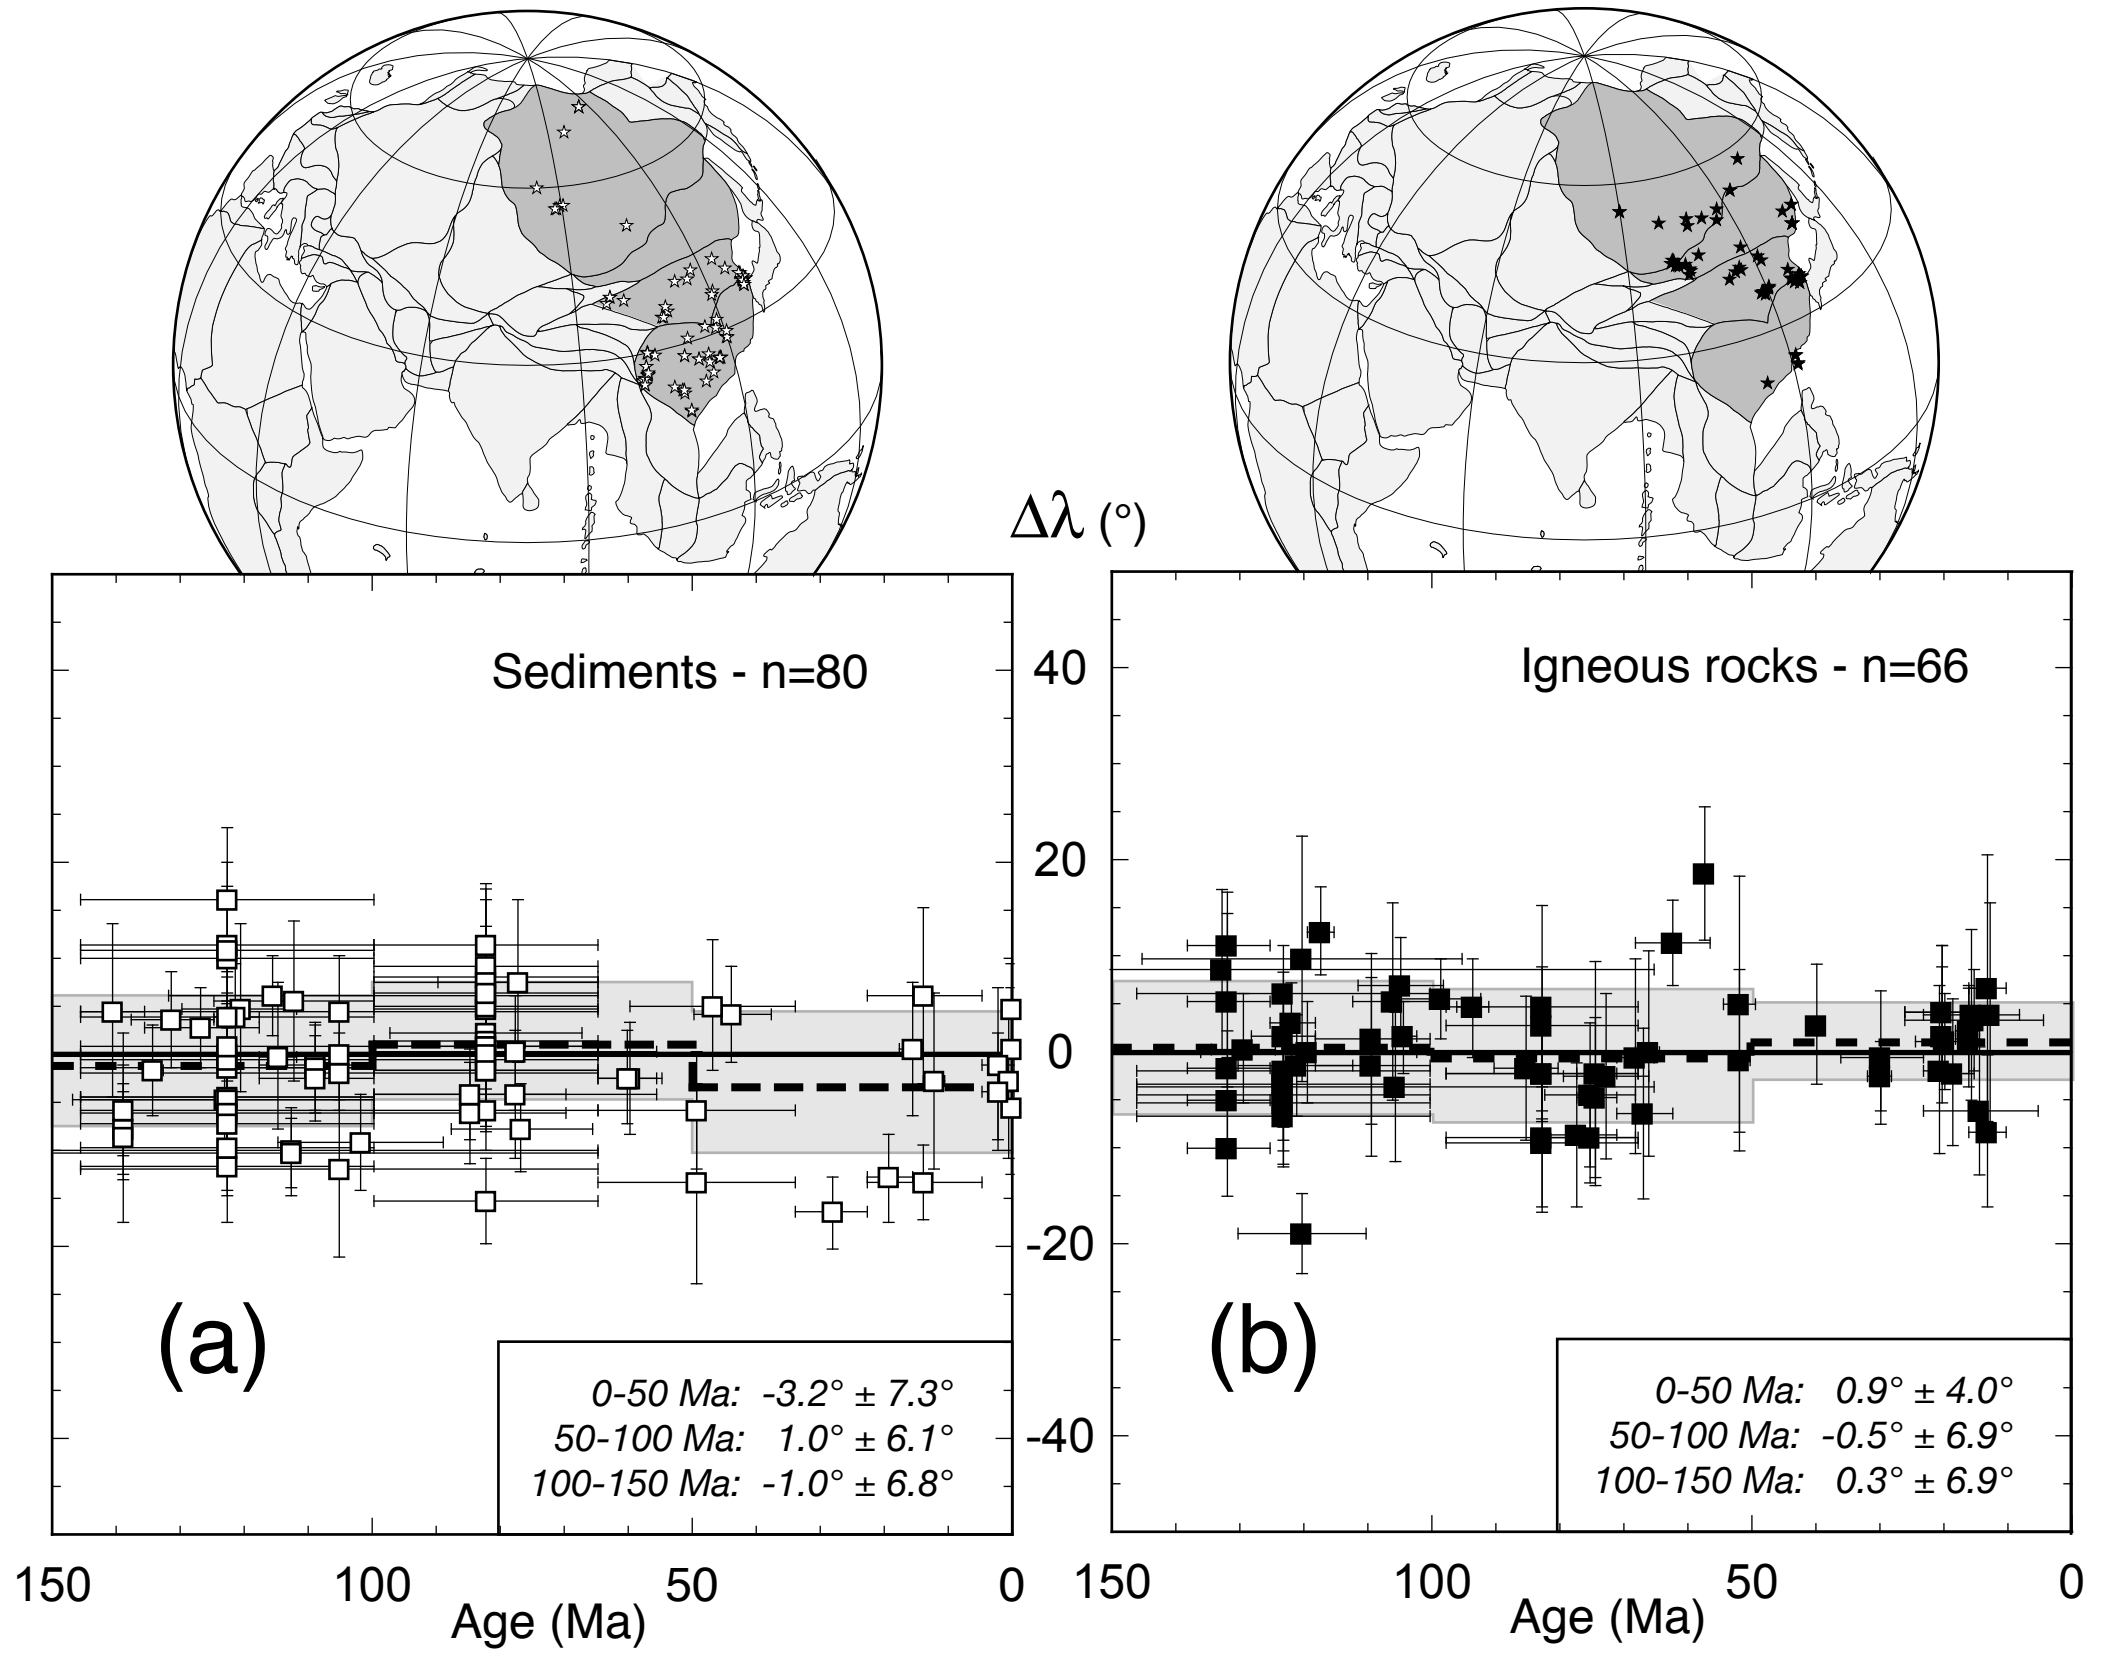 Δλ (°)
Sediments - n=80
40
20
0
-20
-40
(a)
0-50 Ma: -3.2° ± 7.3°
50-100 Ma: 1.0° ± 6.1°
100-150 Ma: -1.0° ± 6.8°
150 100 50 0
Age (Ma)
Igneous rocks - n=66
(b)
0-50 Ma: 0.9° ± 4.0°
50-100 Ma: -0.5° ± 6.9°
100-150 Ma: 0.3° ± 6.9°
150 100 50 0
Age (Ma)